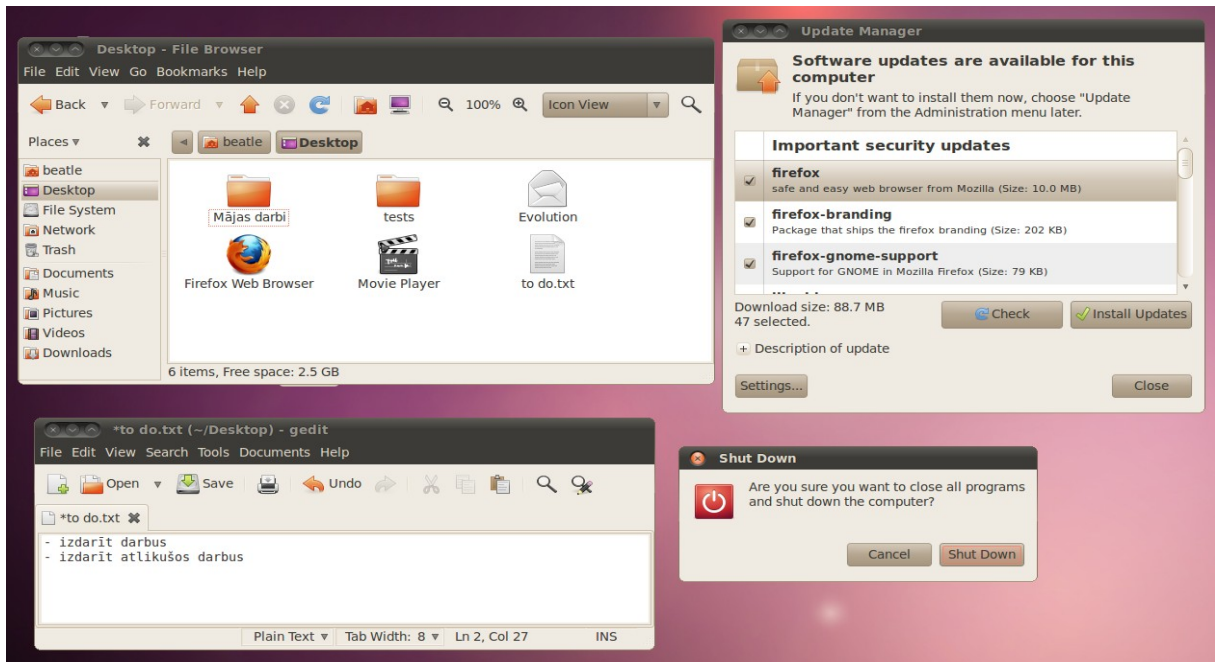 Desktop - File Browser
File Edit View Go Bookmarks Help
Back Forward 100% Icon View
Places beatle Desktop
beatle
Desktop
File System
Network
Trash
Documents
Music
Pictures
Videos
Downloads
Mājas darbi tests Evolution
Firefox Web Browser Movie Player to do.txt
6 items, Free space: 2.5 GB
Update Manager
Software updates are available for this
computer
If you don't want to install them now, choose "Update
Manager" from the Administration menu later.
Important security updates
firefox
safe and easy web browser from Mozilla (Size: 10.0 MB)
firefox-branding
Package that ships the firefox branding (Size: 202 KB)
firefox-gnome-support
Support for GNOME in Mozilla Firefox (Size: 79 KB)
Download size: 88.7 MB
47 selected.
Check Install Updates
Description of update
Settings... Close
*to do.txt (~/Desktop) - gedit
File Edit View Search Tools Documents Help
Open Save Undo
*to do.txt
- izdarīt darbus
- izdarīt atlikušos darbus
Plain Text Tab Width: 8 Ln 2, Col 27 INS
Shut Down
Are you sure you want to close all programs
and shut down the computer?
Cancel Shut Down